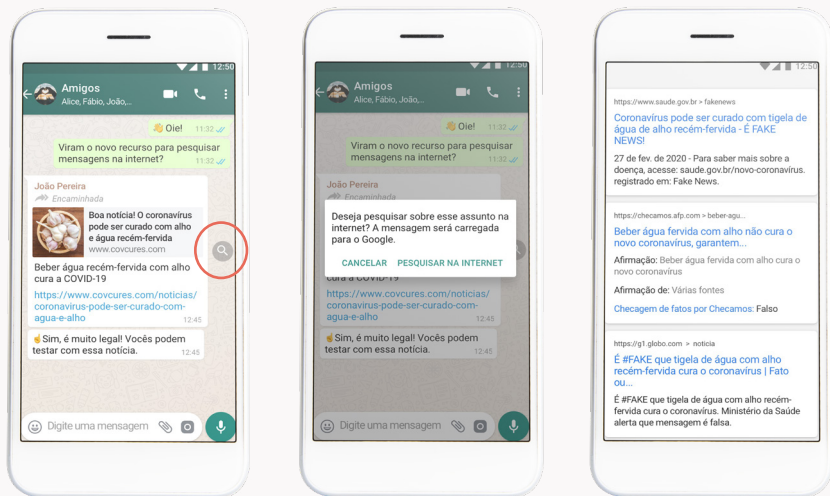 12:50
Amigos
Alice, Fábio, João,...
👋 Oie! 11:32
Viram o novo recurso para pesquisar
mensagens na internet? 11:32
João Pereira
Encaminhada
Boa notícia! O coronavírus
pode ser curado com alho
e água recém-fervida
www.covcures.com
Beber água recém-fervida com alho
cura a COVID-19
https://www.covcures.com/noticias/
coronavirus-pode-ser-curado-com-
agua-e-alho
12:45
☝Sim, é muito legal! Vocês podem
testar com essa notícia. 12:45
Digite uma mensagem
12:50
Amigos
Alice, Fábio, João,...
👋 Oie! 11:32
Viram o novo recurso para pesquisar
mensagens na internet? 11:32
João Pereira
Encaminhada
Deseja pesquisar sobre esse assunto na
internet? A mensagem será carregada
para o Google.
CANCELAR PESQUISAR NA INTERNET
cura a COVID-19
https://www.covcures.com/noticias/
coronavirus-pode-ser-curado-com-
agua-e-alho
12:45
☝Sim, é muito legal! Vocês podem
testar com essa notícia. 12:45
Digite uma mensagem
12:50
https://www.saude.gov.br > fakenews
Coronavírus pode ser curado com tigela de
água de alho recém-fervida - É FAKE
NEWS!
27 de fev. de 2020 - Para saber mais sobre a
doença, acesse: saude.gov.br/novo-coronavírus.
registrado em: Fake News.
https://checamos.afp.com > beber-agu...
Beber água fervida com alho não cura o
novo coronavírus, garantem...
Afirmação: Beber água fervida com alho cura o
novo coronavírus
Afirmação de: Várias fontes
Checagem de fatos por Checamos: Falso
https://g1.globo.com > noticia
É #FAKE que tigela de água com alho
recém-fervida cura o coronavírus | Fato
ou...
É #FAKE que tigela de água com alho recém-
fervida cura o coronavírus. Ministério da Saúde
alerta que mensagem é falsa.